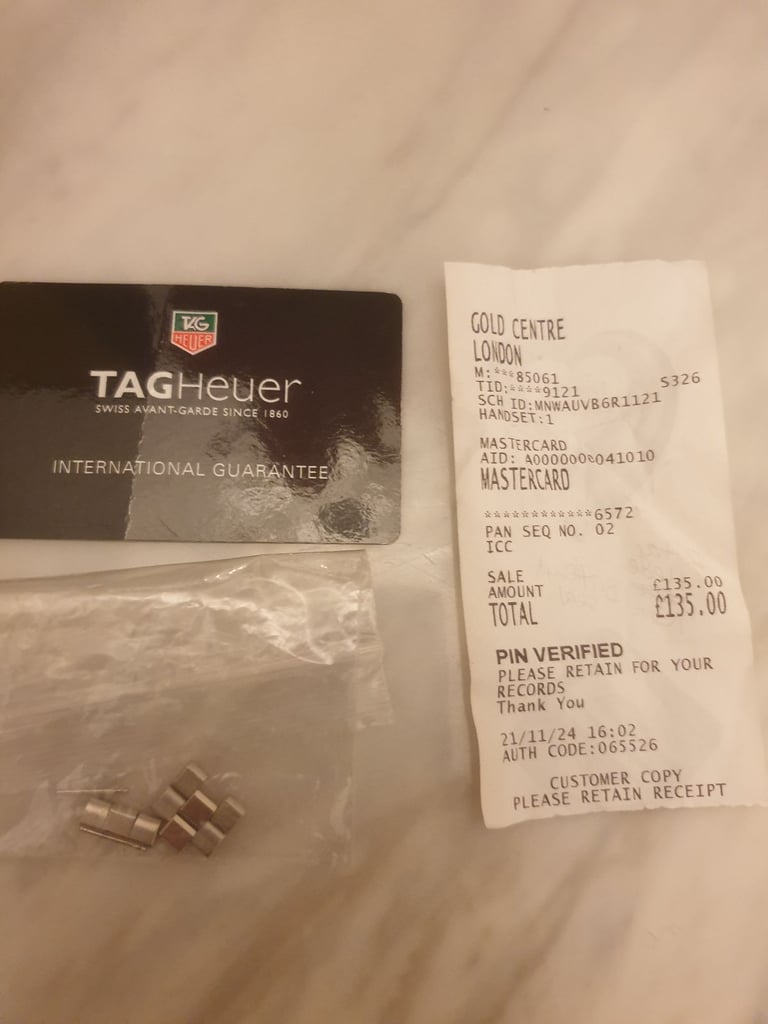 TAG
HEUER
TAGHeuer
SWISS AVANT-GARDE SINCE 1860
INTERNATIONAL GUARANTEE
GOLD CENTRE
LONDON
M:***85061
TID:****9121 S326
SCH ID:MNWAUVB6R1121
HANDSET:1
MASTERCARD
AID: A0000000041010
MASTERCARD
************6572
PAN SEQ NO. 02
ICC
SALE
AMOUNT £135.00
TOTAL £135.00
PIN VERIFIED
PLEASE RETAIN FOR YOUR
RECORDS
Thank You
21/11/24 16:02
AUTH CODE:065526
CUSTOMER COPY
PLEASE RETAIN RECEIPT